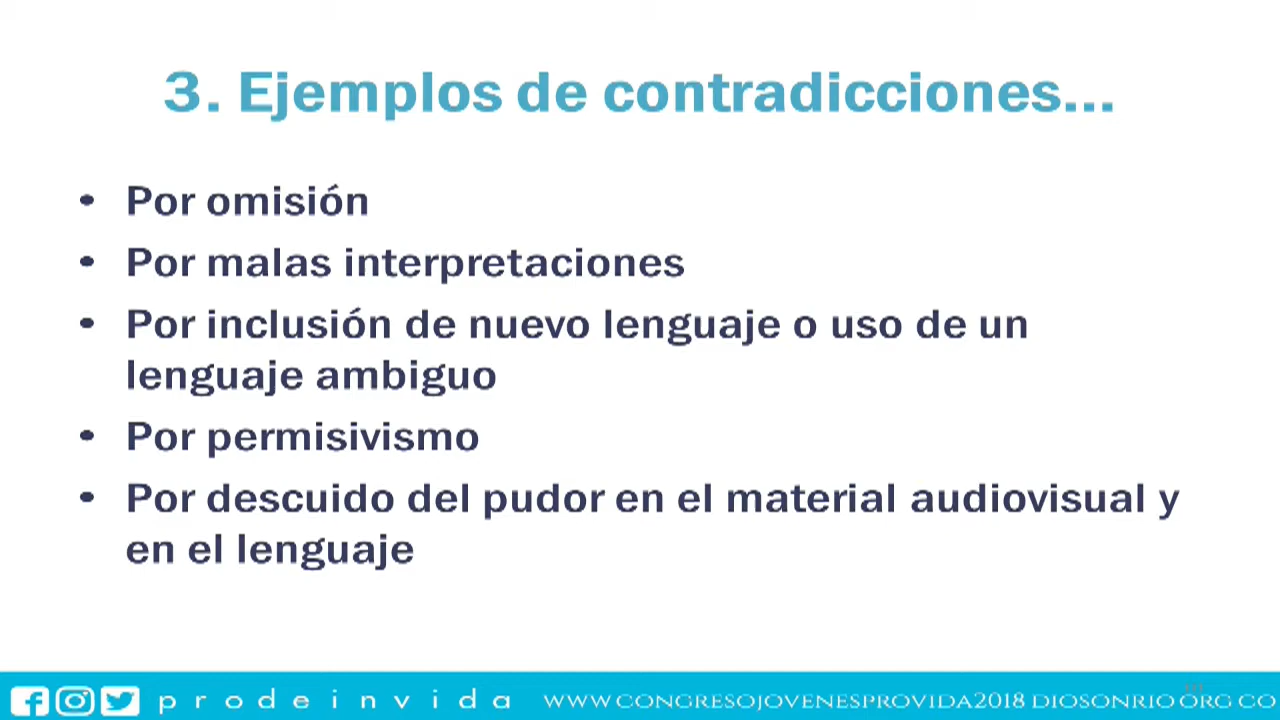 3. Ejemplos de contradicciones...
• Por omisión
• Por malas interpretaciones
• Por inclusión de nuevo lenguaje o uso de un
lenguaje ambiguo
• Por permisivismo
• Por descuido del pudor en el material audiovisual y
en el lenguaje
prodeinvida WWW.CONGRESOJOVENESPROVIDA2018 DIOSONRIO ORG CO